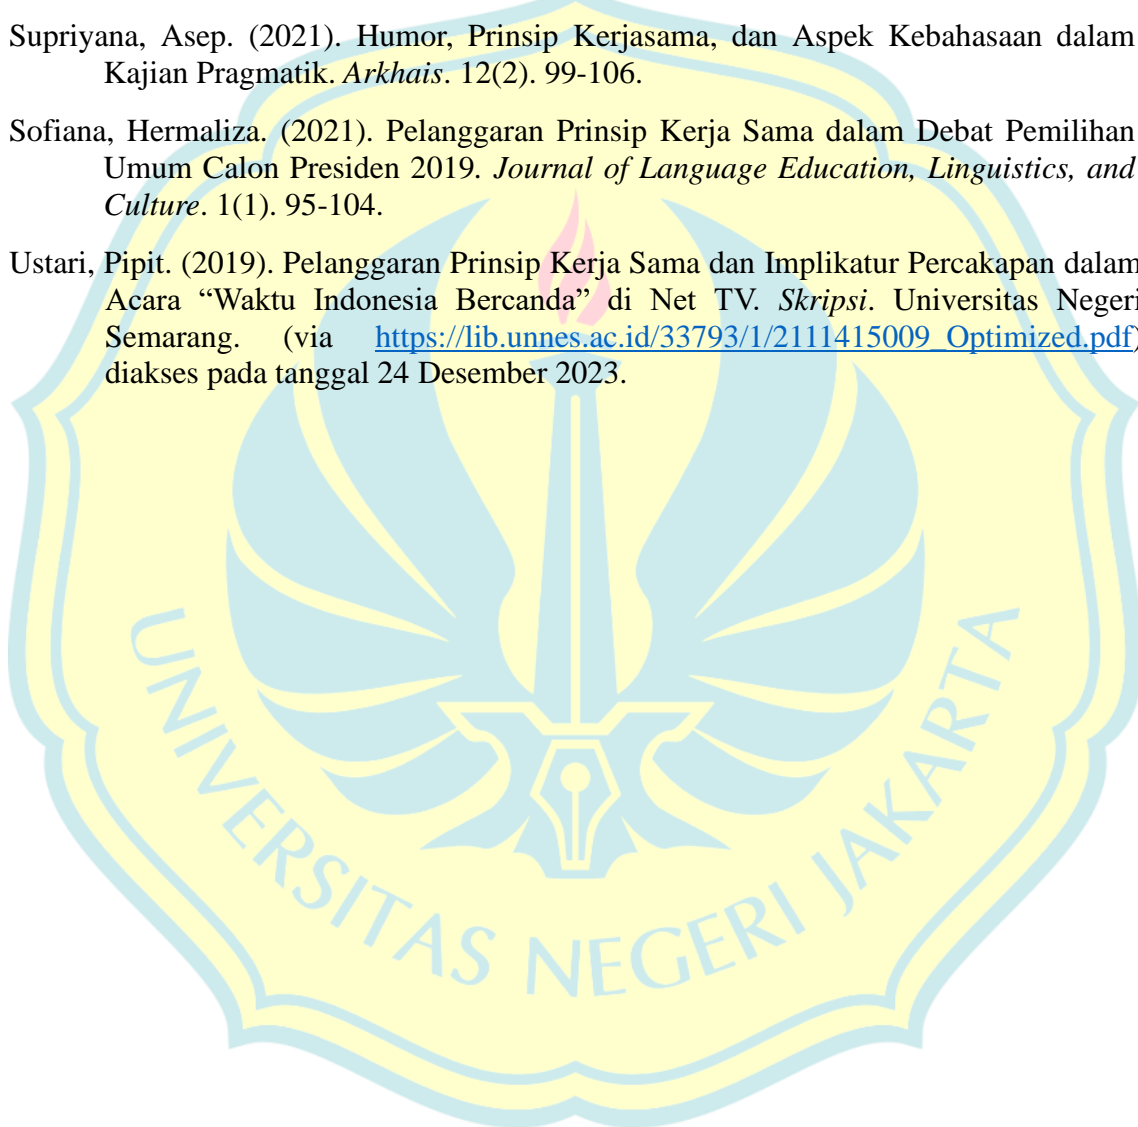 Supriyana, Asep. (2021). Humor, Prinsip Kerjasama, dan Aspek Kebahasaan dalam
Kajian Pragmatik. Arkhais. 12(2). 99-106.
Sofiana, Hermaliza. (2021). Pelanggaran Prinsip Kerja Sama dalam Debat Pemilihan
Umum Calon Presiden 2019. Journal of Language Education, Linguistics, and
Culture. 1(1). 95-104.
Ustari, Pipit. (2019). Pelanggaran Prinsip Kerja Sama dan Implikatur Percakapan dalam
Acara “Waktu Indonesia Bercanda” di Net TV. Skripsi. Universitas Negeri
Semarang. (via https://lib.unnes.ac.id/33793/1/2111415009_Optimized.pdf)
diakses pada tanggal 24 Desember 2023.
UNIVERSITAS NEGERI JAKARTA